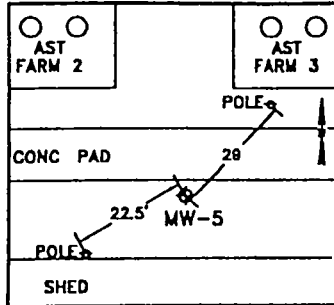 AST
FARM 2
AST
FARM 3
POLE
CONC PAD
29
22.5'
MW-5
POLE
SHED